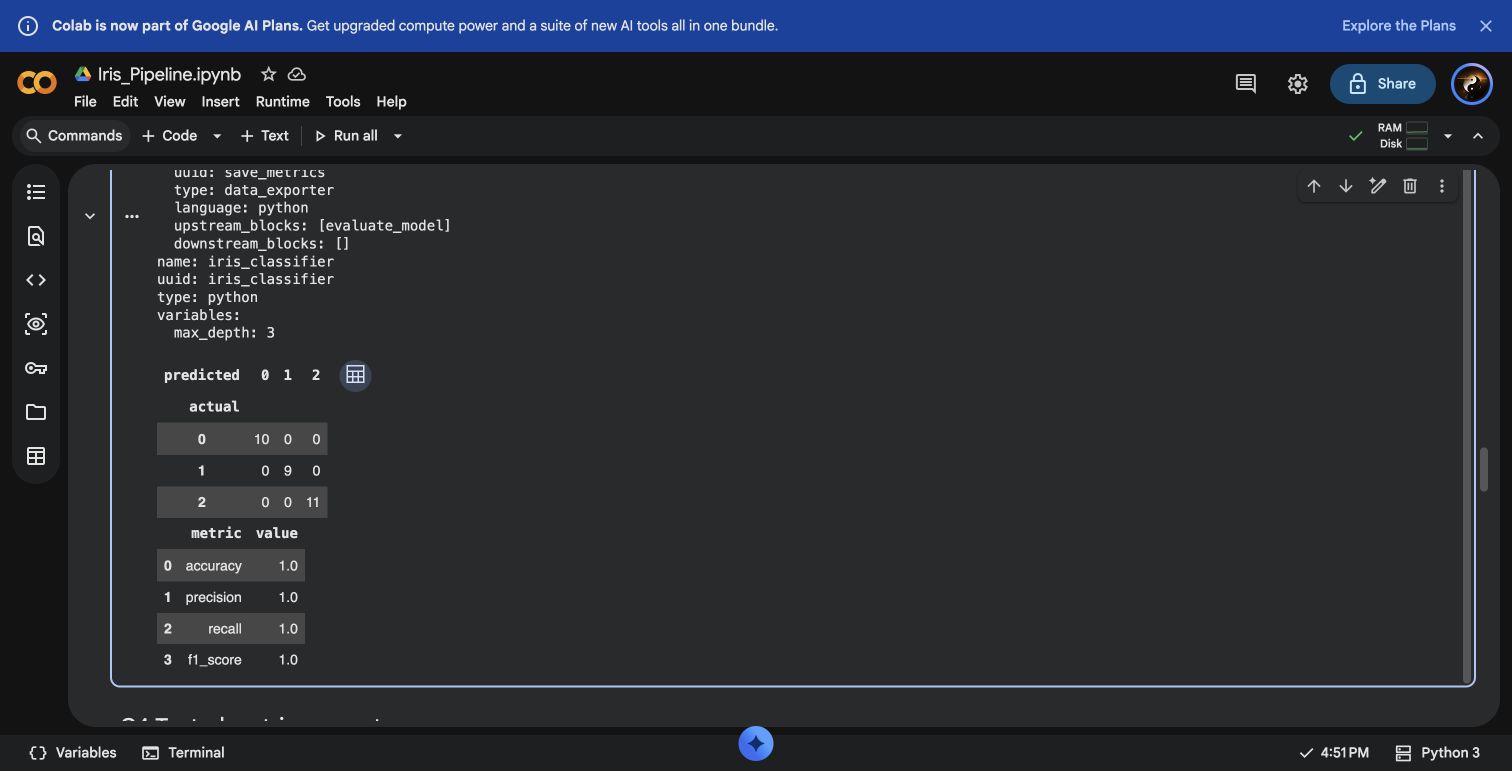 Colab is now part of Google AI Plans. Get upgraded compute power and a suite of new AI tools all in one bundle. Explore the Plans
Iris_Pipeline.ipynb
File Edit View Insert Runtime Tools Help
Share
Commands + Code + Text Run all
RAM
Disk
uuid: save_metrics
type: data_exporter
language: python
upstream_blocks: [evaluate_model]
downstream_blocks: []
name: iris_classifier
uuid: iris_classifier
type: python
variables:
max_depth: 3
predicted 0 1 2
actual
0 10 0 0
1 0 9 0
2 0 0 11
metric value
0 accuracy 1.0
1 precision 1.0
2 recall 1.0
3 f1_score 1.0
Variables Terminal
4:51 PM Python 3